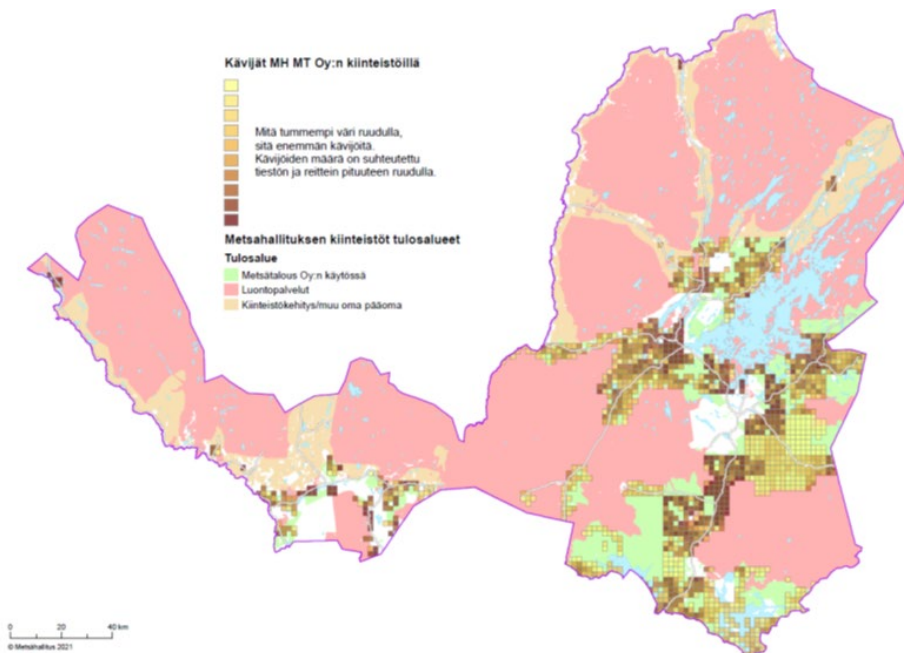 Kävijät MH MT Oy:n kiinteistöillä
Mitä tummempi väri ruudulla,
sitä enemmän kävijöitä.
Kävijöiden määrä on suhteutettu
tiestön ja reittein pituuteen ruudulla.
Metsahallituksen kiinteistöt tulosalueet
Tulosalue
Metsätalous Oy:n käytössä
Luontopalvelut
Kiinteistökehitys/muu oma pääoma
0 20 40 km
© Metsähallitus 2021